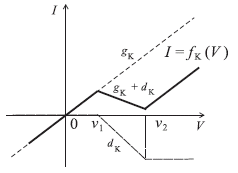 I
g_K
I = f_K(V)
g_K + d_K
0
v_1
v_2
V
d_K